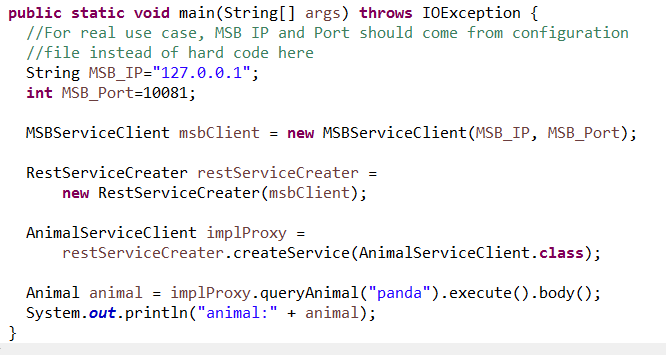 public static void main(String[] args) throws IOException {
//For real use case, MSB IP and Port should come from configuration
//file instead of hard code here
String MSB_IP="127.0.0.1";
int MSB_Port=10081;
MSBServiceClient msbClient = new MSBServiceClient(MSB_IP, MSB_Port);
RestServiceCreater restServiceCreater =
new RestServiceCreater(msbClient);
AnimalServiceClient implProxy =
restServiceCreater.createService(AnimalServiceClient.class);
Animal animal = implProxy.queryAnimal("panda").execute().body();
System.out.println("animal:" + animal);
}